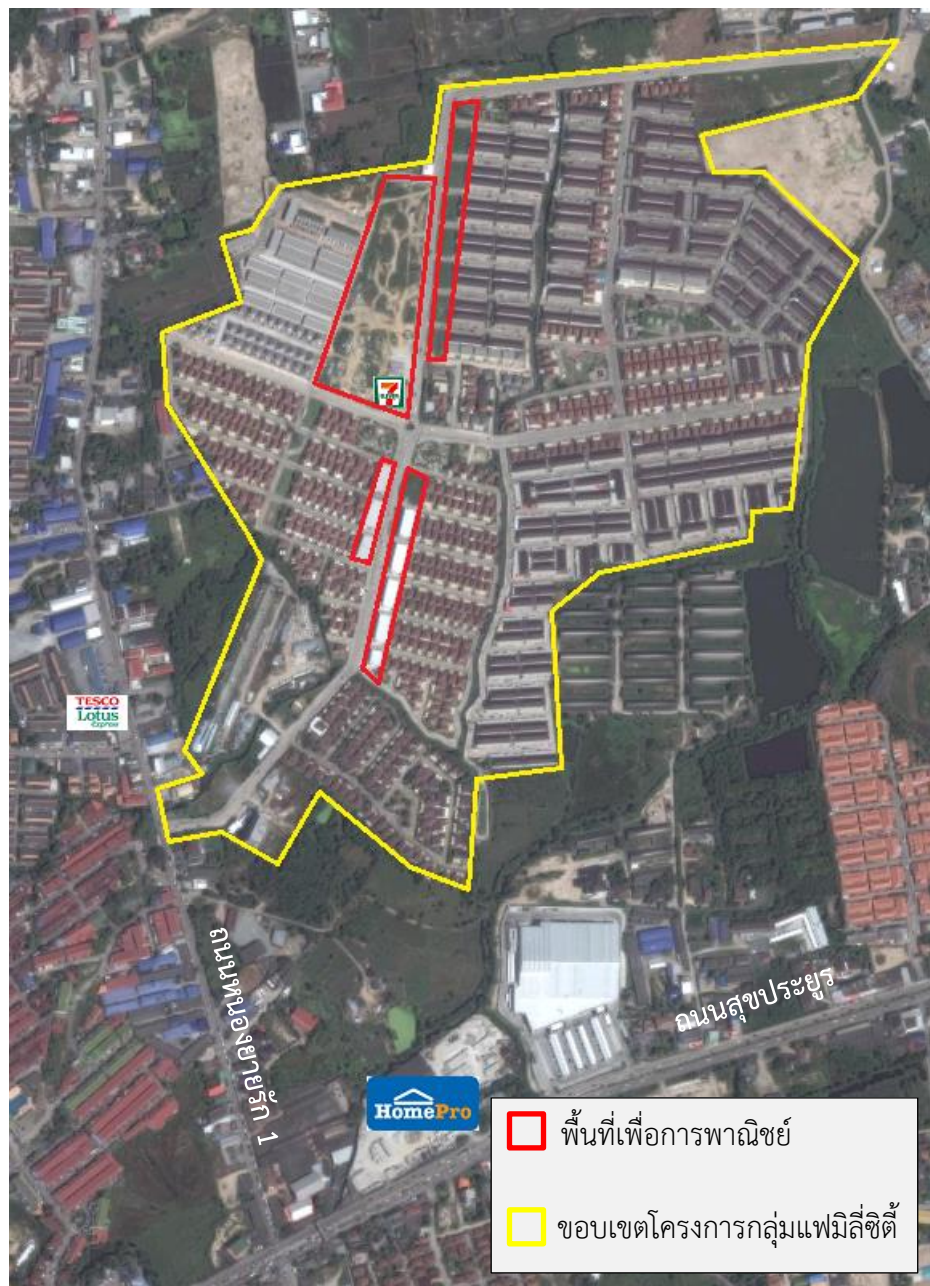 7
ELEVEN
TESCO
Lotus
express
ถนนหนองยายรัก 1
ถนนสุขประยูร
HomePro
พื้นที่เพื่อการพาณิชย์
ขอบเขตโครงการกลุ่มแฟมิลี่ซิตี้